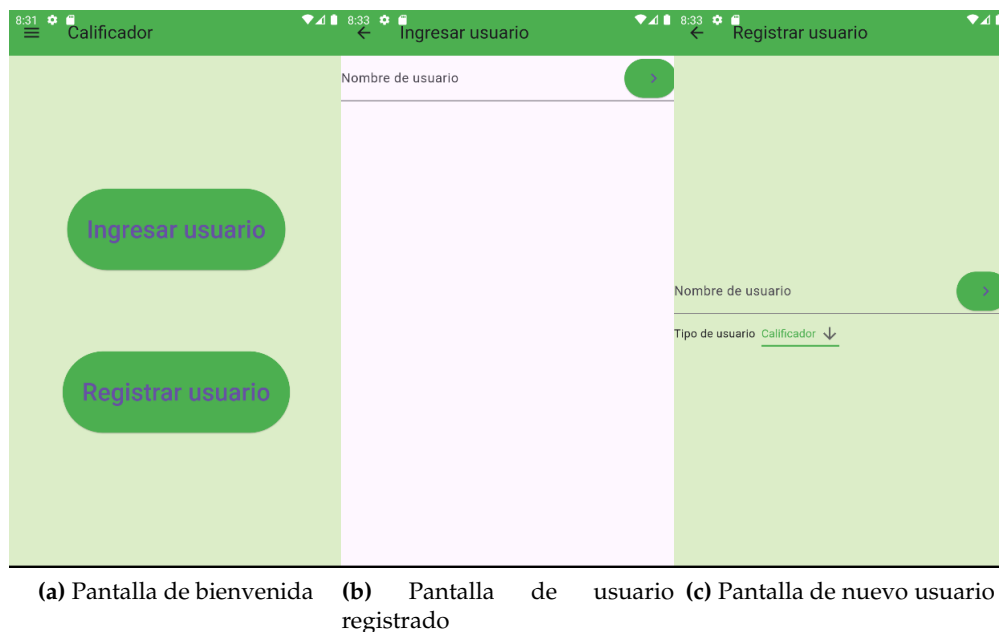 8:31
Calificador
Ingresar usuario
Registrar usuario
8:33
Ingresar usuario
Nombre de usuario
8:33
Registrar usuario
Nombre de usuario
Tipo de usuario Calificador
(a) Pantalla de bienvenida
(b) Pantalla de usuario
registrado
(c) Pantalla de nuevo usuario